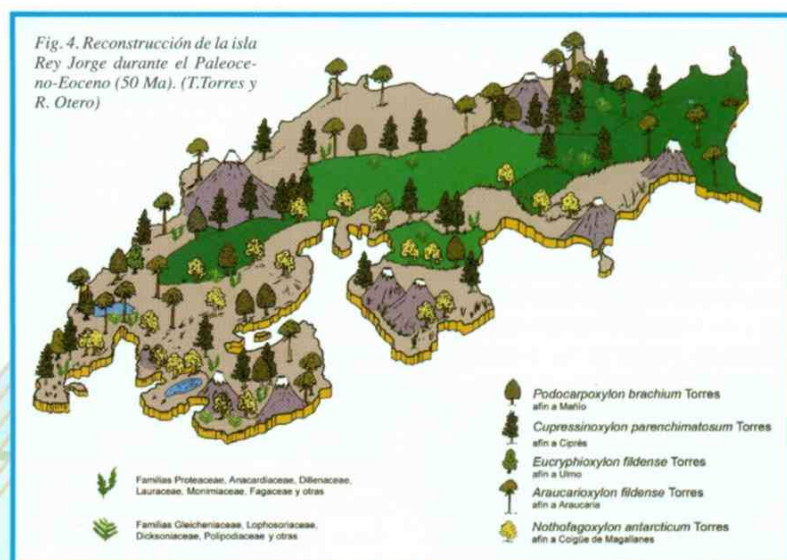 Fig. 4. Reconstrucción de la isla
Rey Jorge durante el Paleoce-
no-Eoceno (50 Ma). (T.Torres y
R. Otero)
Familias Proteaceae, Anacardiaceae, Dilleniaceae,
Lauraceae, Monimiaceae, Fagaceae y otras
Familias Gleicheniaceae, Lophosoriaceae,
Dicksoniaceae, Polipodiaceae y otras
Podocarpoxylon brachium Torres
afín a Mañío
Cupressinoxylon parenchimatosum Torres
afín a Ciprés
Eucryphioxylon fildense Torres
afín a Ulmo
Araucarioxylon fildense Torres
afín a Araucaria
Nothofagoxylon antarcticum Torres
afín a Coigüe de Magallanes